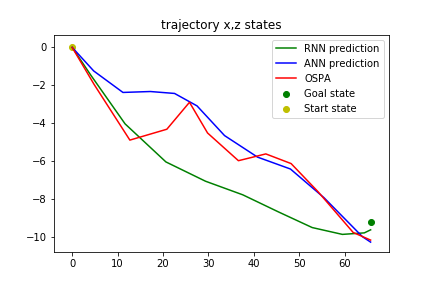 trajectory x,z states
RNN prediction
ANN prediction
OSPA
Goal state
Start state
0
−2
−4
−6
−8
−10
0 10 20 30 40 50 60